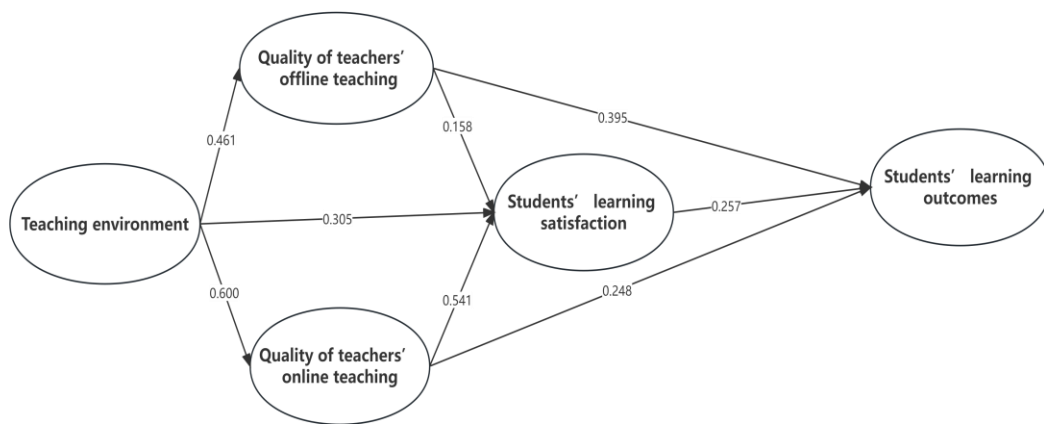 Quality of teachers’
offline teaching
0.461
0.158
0.395
Teaching environment
0.305
Students’ learning
satisfaction
0.257
Students’ learning
outcomes
0.600
0.541
0.248
Quality of teachers’
online teaching